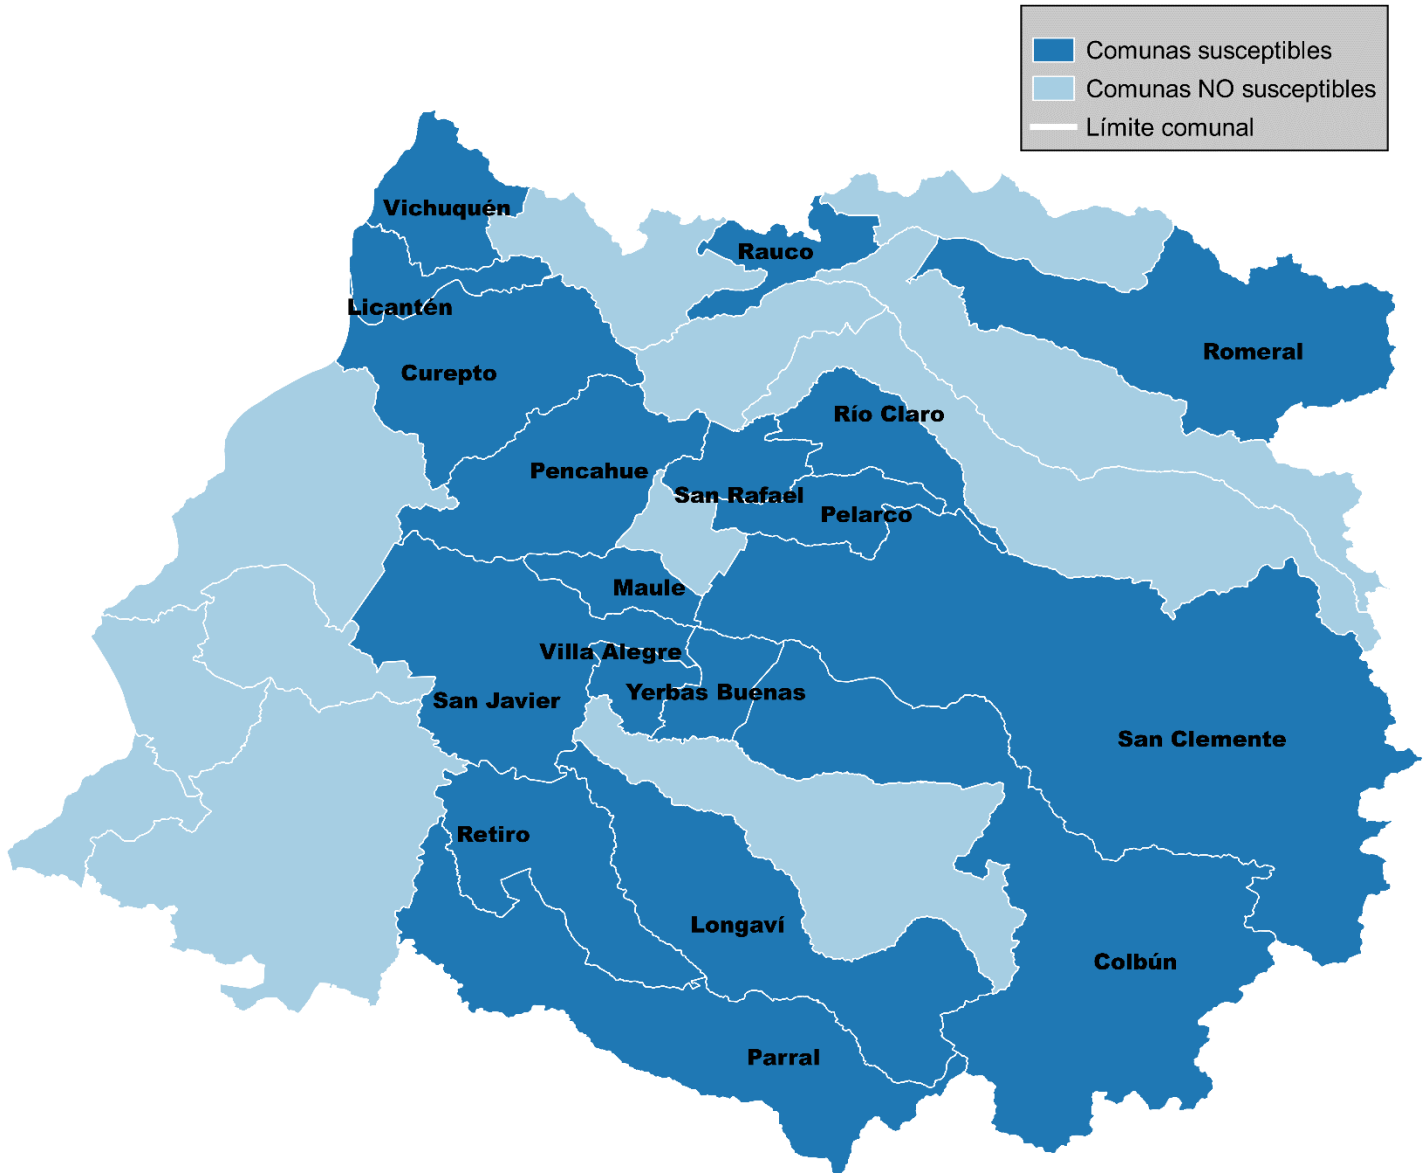 Comunas susceptibles
Comunas NO susceptibles
Límite comunal
Vichuquén
Rauco
Licantén
Romeral
Curepto
Río Claro
Pencahue
San Rafael
Pelarco
Maule
Villa Alegre
Yerbas Buenas
San Javier
San Clemente
Retiro
Longaví
Colbún
Parral